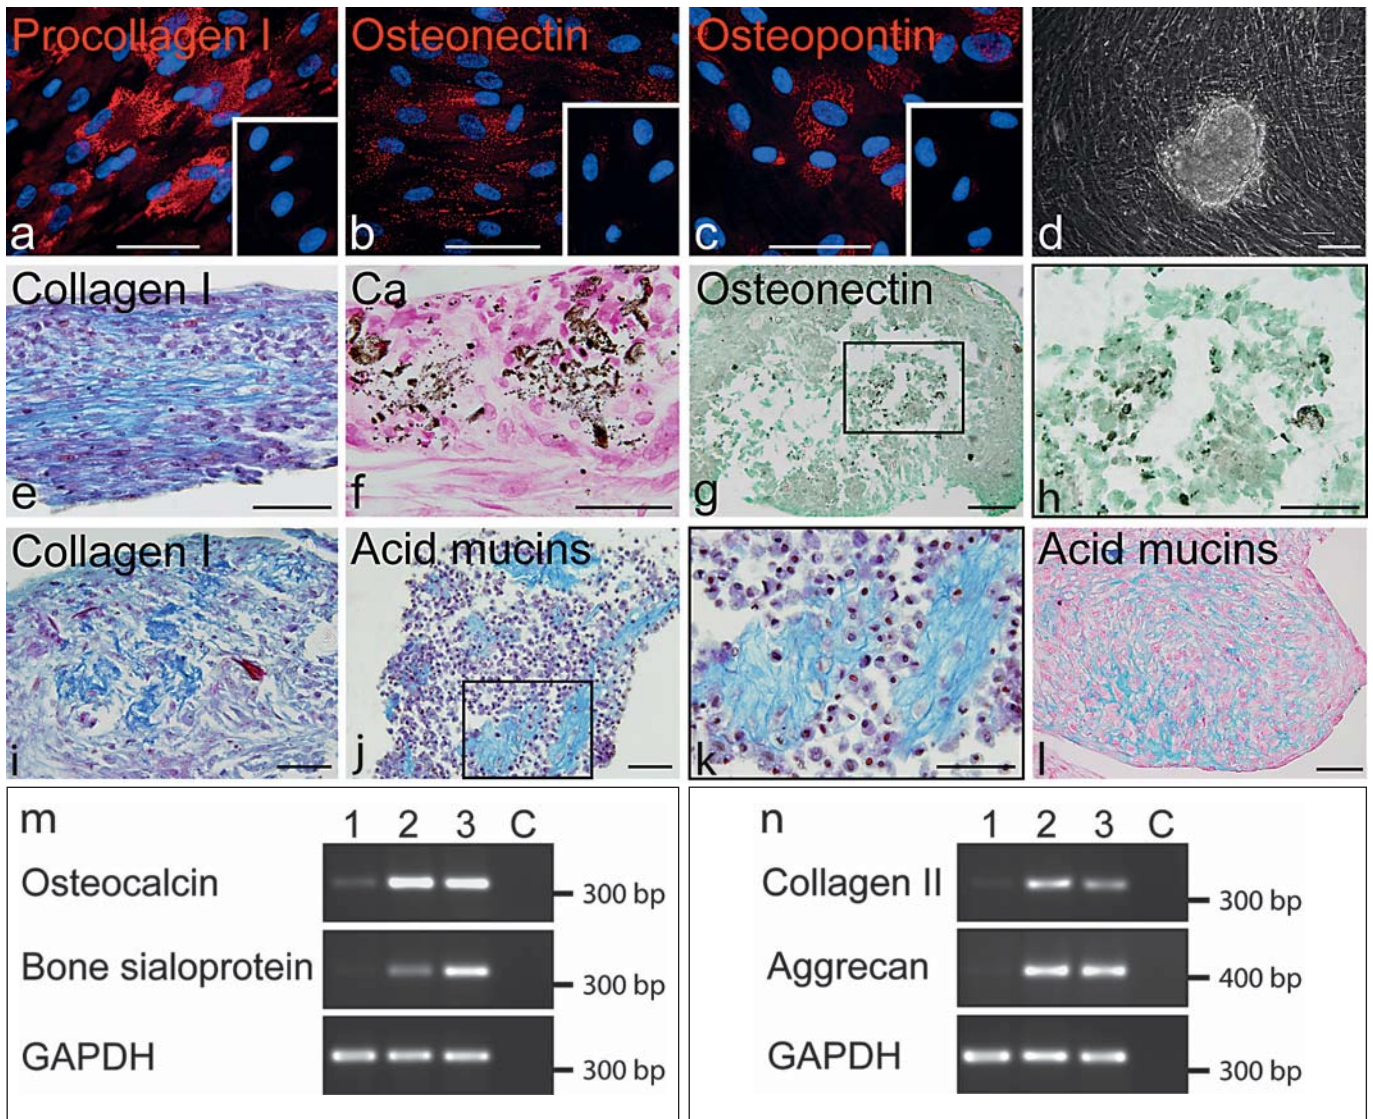 Procollagen I
Osteonectin
Osteopontin
a
b
c
d
Collagen I
Ca
Osteonectin
e
f
g
h
Collagen I
Acid mucins
Acid mucins
i
j
k
l
m
1 2 3 C
Osteocalcin
300 bp
Bone sialoprotein
300 bp
GAPDH
300 bp
n
1 2 3 C
Collagen II
300 bp
Aggrecan
400 bp
GAPDH
300 bp